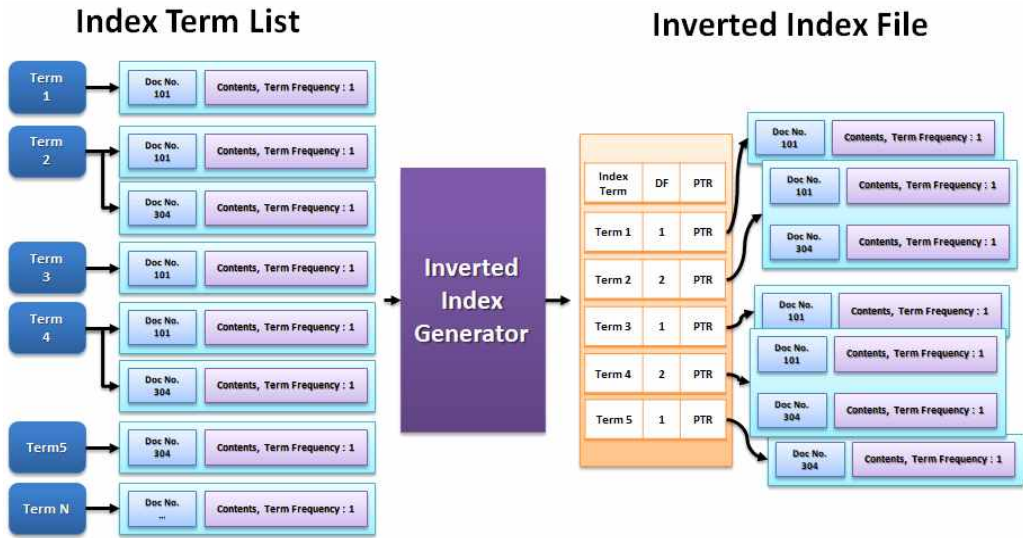 Index Term List
Term
1
Doc No.
101
Contents, Term Frequency : 1
Term
2
Doc No.
101
Contents, Term Frequency : 1
Doc No.
304
Contents, Term Frequency : 1
Term
3
Doc No.
101
Contents, Term Frequency : 1
Term
4
Doc No.
101
Contents, Term Frequency : 1
Doc No.
304
Contents, Term Frequency : 1
Term5
Doc No.
304
Contents, Term Frequency : 1
Term N
Doc No.
...
Contents, Term Frequency : 1
Inverted
Index
Generator
Inverted Index File
Index
Term
DF
PTR
Term 1
1
PTR
Term 2
2
PTR
Term 3
1
PTR
Term 4
2
PTR
Term 5
1
PTR
Doc No.
101
Contents, Term Frequency : 1
Doc No.
101
Contents, Term Frequency : 1
Doc No.
304
Contents, Term Frequency : 1
Doc No.
101
Contents, Term Frequency : 1
Doc No.
101
Contents, Term Frequency : 1
Doc No.
304
Contents, Term Frequency : 1
Doc No.
304
Contents, Term Frequency : 1